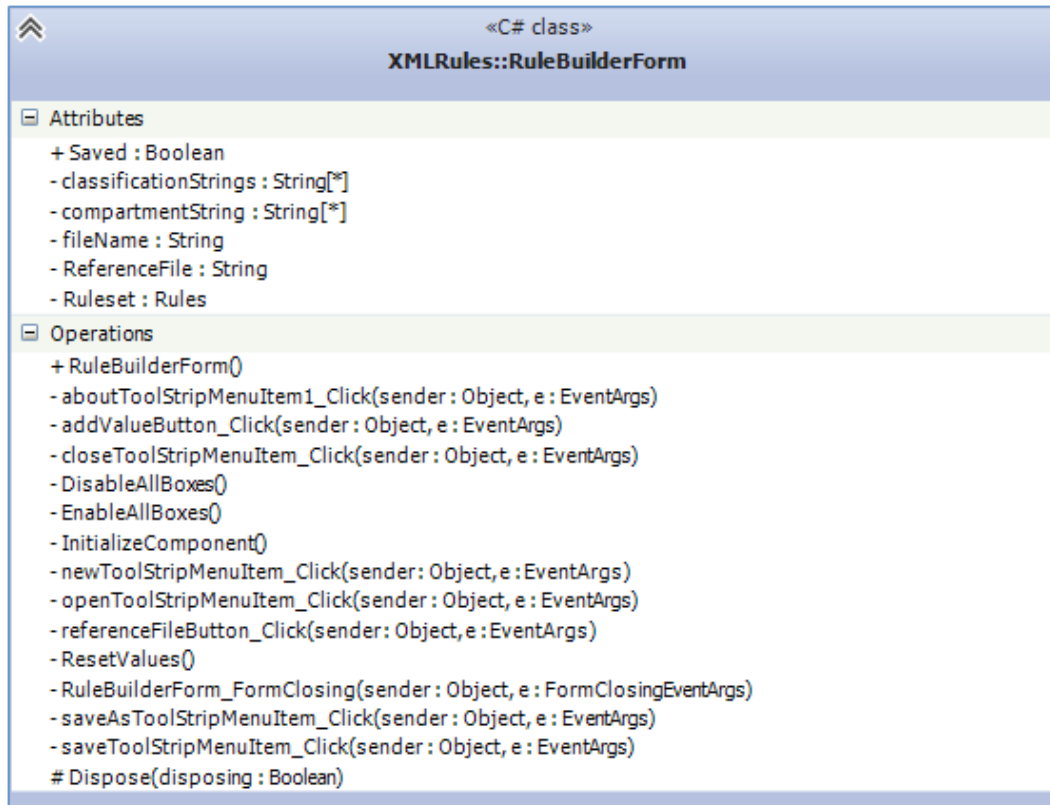 «C# class»
XMLRules::RuleBuilderForm
Attributes
+ Saved : Boolean
- classificationStrings : String[*]
- compartmentString : String[*]
- fileName : String
- ReferenceFile : String
- Ruleset : Rules
Operations
+ RuleBuilderForm()
- aboutToolStripMenuItem1_Click(sender : Object, e : EventArgs)
- addValueButton_Click(sender : Object, e : EventArgs)
- closeToolStripMenuItem_Click(sender : Object, e : EventArgs)
- DisableAllBoxes()
- EnableAllBoxes()
- InitializeComponent()
- newToolStripMenuItem_Click(sender : Object, e : EventArgs)
- openToolStripMenuItem_Click(sender : Object, e : EventArgs)
- referenceFileButton_Click(sender : Object, e : EventArgs)
- ResetValues()
- RuleBuilderForm_FormClosing(sender : Object, e : FormClosingEventArgs)
- saveAsToolStripMenuItem_Click(sender : Object, e : EventArgs)
- saveToolStripMenuItem_Click(sender : Object, e : EventArgs)
# Dispose(disposing : Boolean)